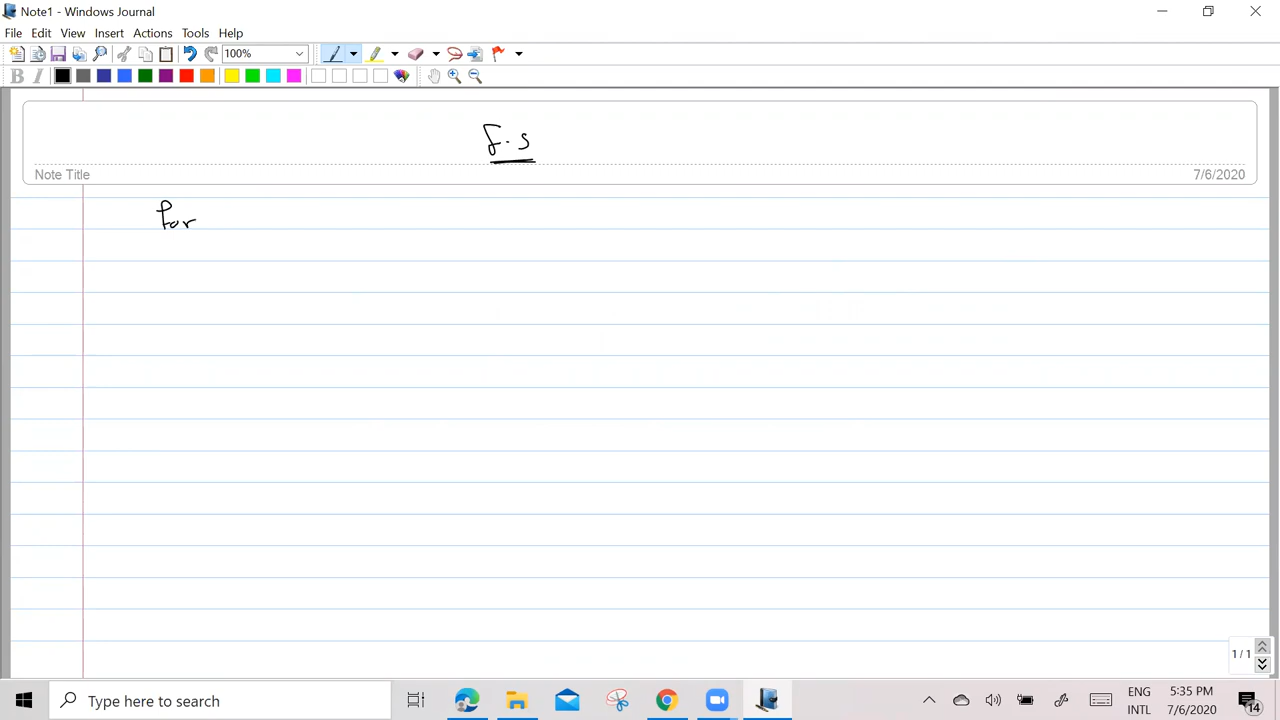 Note1 - Windows Journal
File Edit View Insert Actions Tools Help
100%
B I
F.S
Note Title
7/6/2020
For
1 / 1
Type here to search
ENG
INTL
5:35 PM
7/6/2020
14